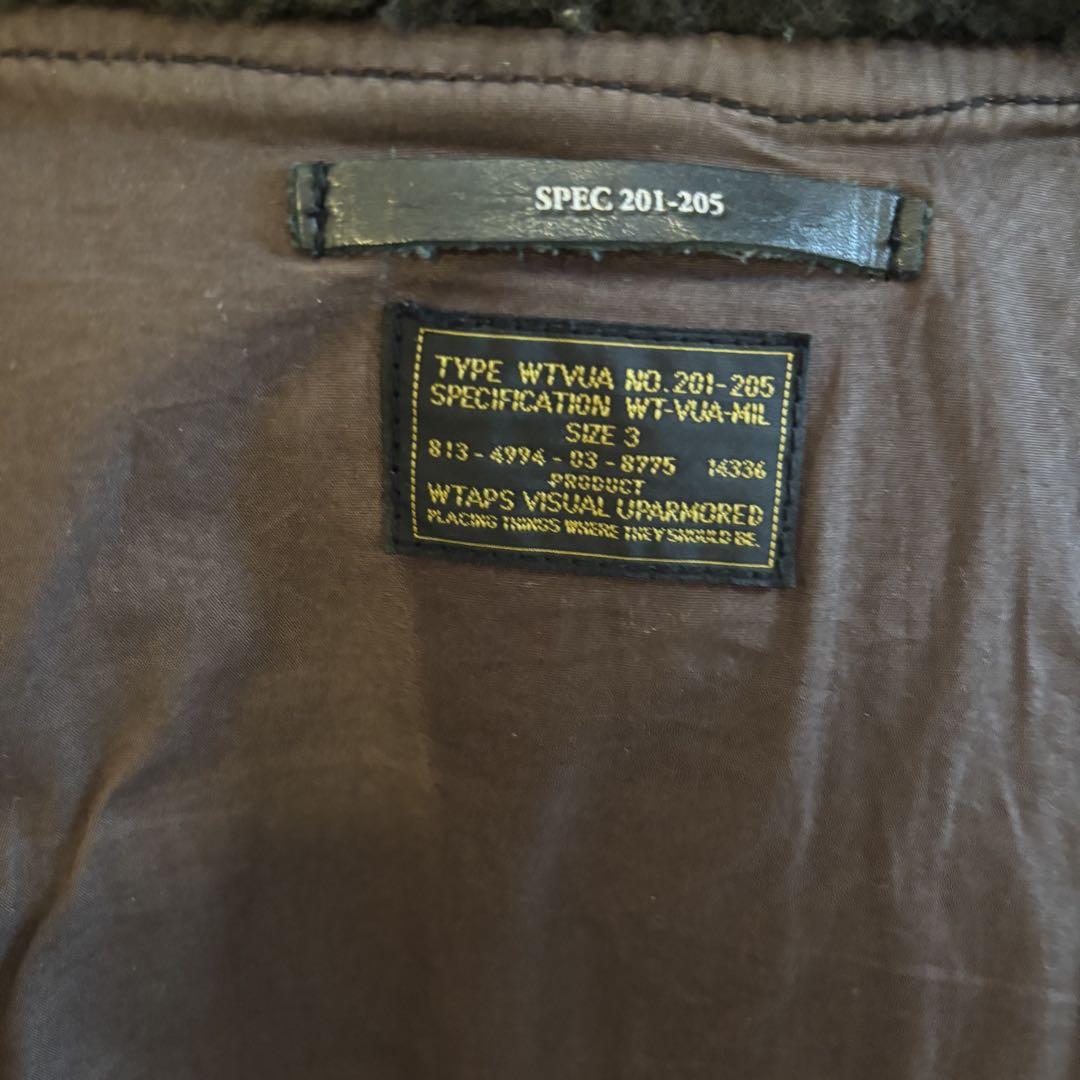 SPEC 201-205
TYPE WTVUA NO. 201-205
SPECIFICATION WT-VUA-MIL
SIZE 3
813-4994-03-8775 14336
PRODUCT
WTAPS VISUAL UPARMORED
PLACING THINGS WHERE THEY SHOULD BE.